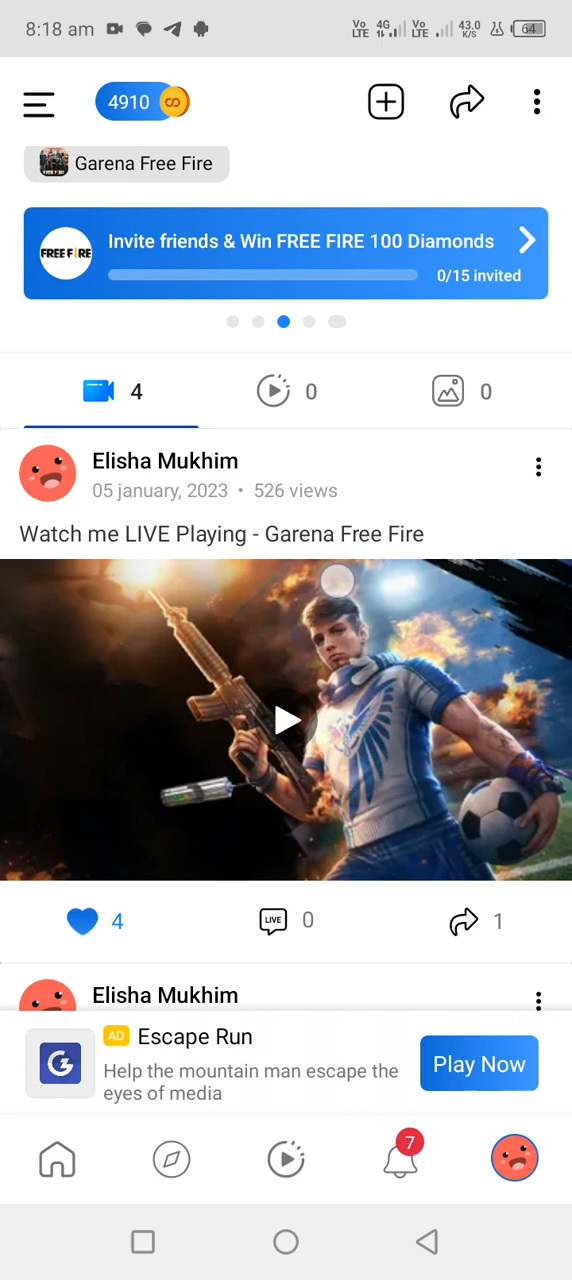 8:18 am
Vo LTE 4G Vo LTE 43.0 K/S 64
4910
Garena Free Fire
FREE FIRE
Invite friends & Win FREE FIRE 100 Diamonds
0/15 invited
4 0 0
Elisha Mukhim
05 january, 2023 • 526 views
Watch me LIVE Playing - Garena Free Fire
4 LIVE 0 1
Elisha Mukhim
AD Escape Run
Help the mountain man escape the
eyes of media
Play Now
7